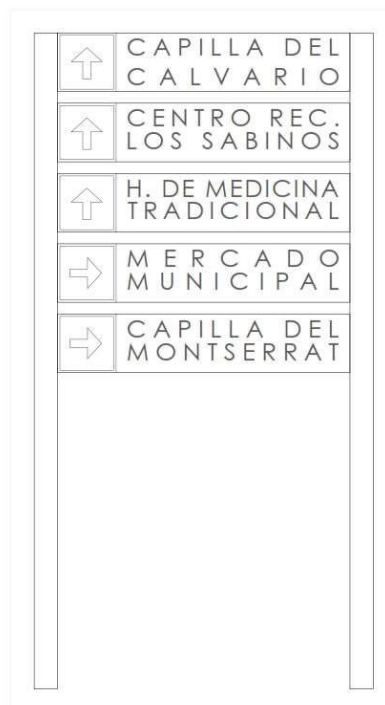 CAPILLA DEL
CALVARIO
CENTRO REC.
LOS SABINOS
H. DE MEDICINA
TRADICIONAL
MERCADO
MUNICIPAL
CAPILLA DEL
MONTSERRAT